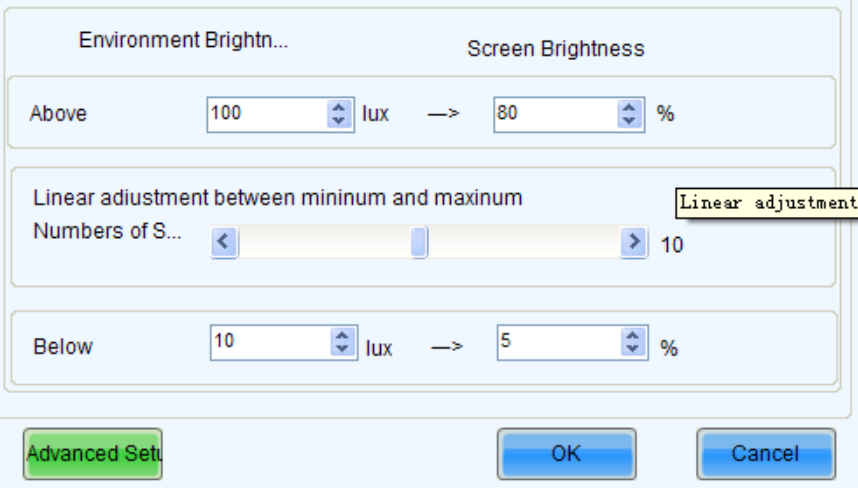 Environment Brightn...
Screen Brightness
Above 100 lux —> 80 %
Linear adiustment between mininum and maxinum
Linear adjustment
Numbers of S... 10
Below 10 lux —> 5 %
Advanced Setu
OK
Cancel